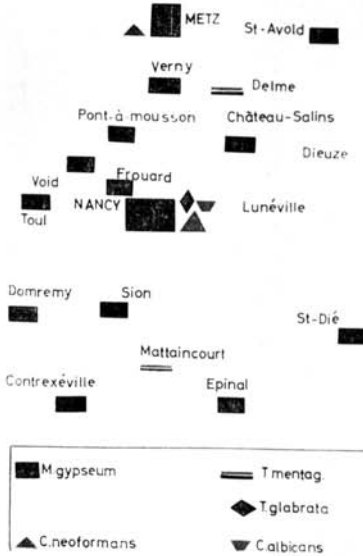 METZ
St-Avold
Verny
Delme
Pont-à-mousson
Château-Salins
Dieuze
Void
Frouard
NANCY
Lunéville
Toul
Domremy
Sion
St-Dié
Mattaincourt
Contrexéville
Epinal
M.gypseum
T mentag.
T.glabrata
C.neoformans
C.albicans